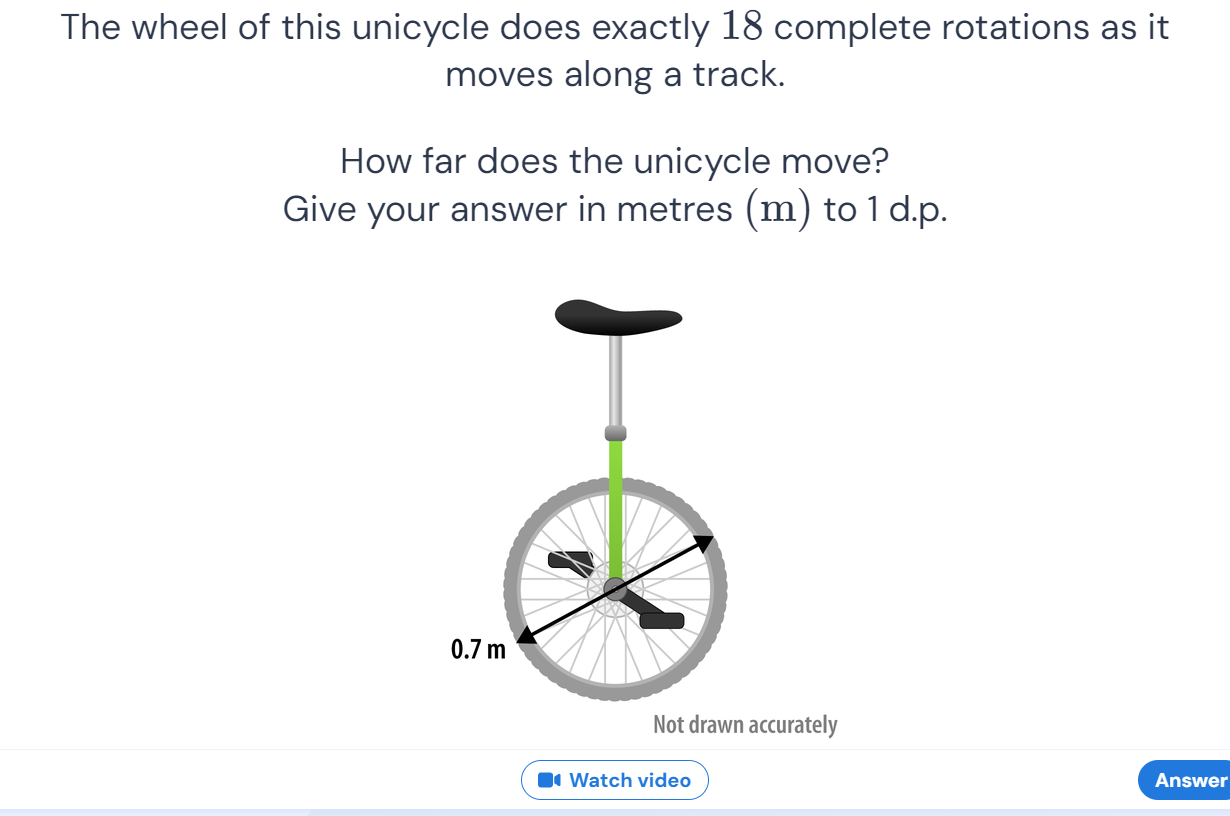 The wheel of this unicycle does exactly 18 complete rotations as it
moves along a track.
How far does the unicycle move?
Give your answer in metres (m) to 1 d.p.
0.7 m
Not drawn accurately
Watch video
Answer